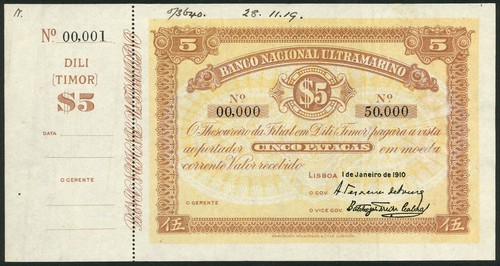 28.11.19.
Nº 00,001
DILI
(TIMOR)
$5
DATA
O GERENTE
5 5
BANCO NACIONAL ULTRAMARINO
Nº Nº
00,000 $5 50,000
O Thesoureiro da Filial em Dili Timor pagará á vista
ao portador CINCO PATACAS em moeda
corrente Valor recebido
LISBOA 1 de Janeiro de 1910
O GOV.
O GERENTE
O VICE GOV.
伍 伍